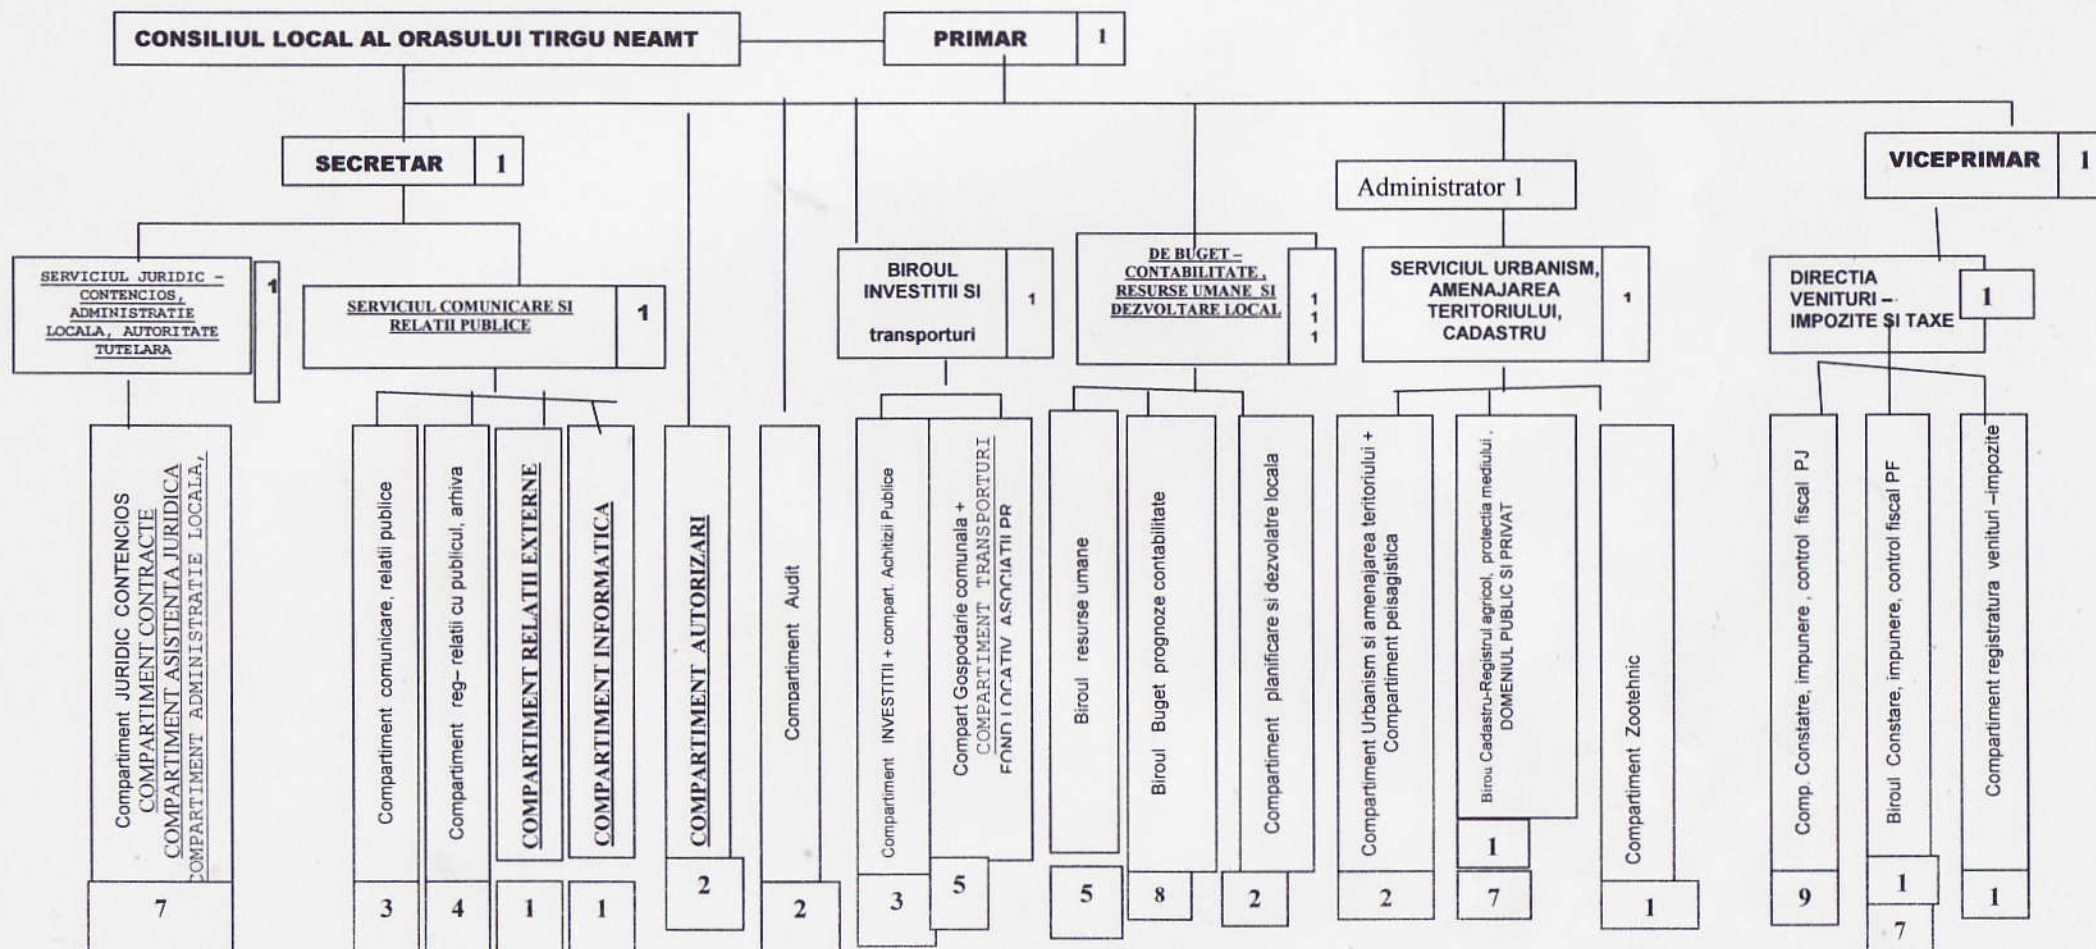 CONSILIUL LOCAL AL ORASULUI TIRGU NEAMT
PRIMAR 1
SECRETAR 1
Administrator 1
VICEPRIMAR 1
SERVICIUL JURIDIC –
CONTENCIOS,
ADMINISTRATIE
LOCALA, AUTORITATE
TUTELARA
1
SERVICIUL COMUNICARE SI
RELATII PUBLICE
1
BIROUL
INVESTITII SI
transporturi
1
DE BUGET –
CONTABILITATE,
RESURSE UMANE SI
DEZVOLTARE LOCAL
1
1
1
SERVICIUL URBANISM,
AMENAJAREA
TERITORIULUI,
CADASTRU
1
DIRECTIA
VENITURI –
IMPOZITE SI TAXE
1
Compartiment JURIDIC CONTENCIOS
COMPARTIMENT CONTRACTE
COMPARTIMENT ASISTENTA JURIDICA
COMPARTIMENT ADMINISTRATIE LOCALA,
7
Compartiment comunicare, relatii publice
3
Compartiment reg– relatii cu publicul, arhiva
4
COMPARTIMENT RELATII EXTERNE
1
COMPARTIMENT INFORMATICA
1
COMPARTIMENT AUTORIZARI
2
Compartiment Audit
2
Compartiment INVESTITII + compart. Achitizii Publice
3
Compart Gospodarie comunala +
COMPARTIMENT TRANSPORTURI
FOND LOCATIV ASOCIATII PR
5
Biroul resurse umane
5
Biroul Buget prognoze contabilitate
8
Compartiment planificare si dezvolatre locala
2
Compartiment Urbanism si amenajarea teritoriului +
Compartiment peisagistica
2
Birou Cadastru-Registrul agricol, protectia mediului,
DOMENIUL PUBLIC SI PRIVAT
1
7
Compartiment Zootehnic
1
Comp. Constatre, impunere , control fiscal PJ
9
Biroul Constare, impunere, control fiscal PF
1
7
Compartiment registratura venituri –impozite
1